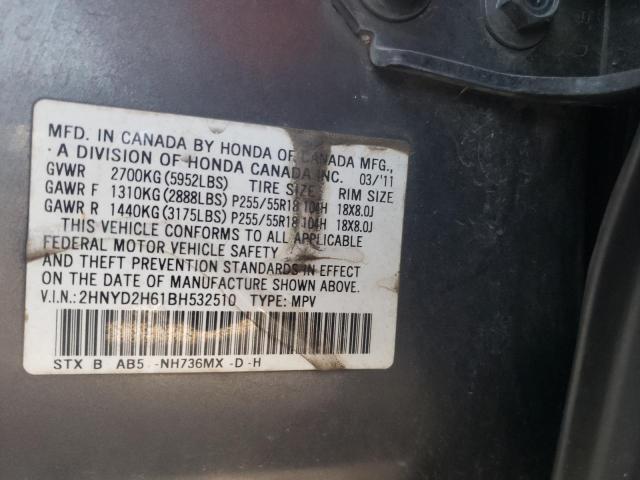 MFD. IN CANADA BY HONDA OF CANADA MFG.,
A DIVISION OF HONDA CANADA INC. 03/'11
GVWR 2700KG(5952LBS) TIRE SIZE RIM SIZE
GAWR F 1310KG(2888LBS) P255/55R18 104H 18X8.0J
GAWR R 1440KG(3175LBS) P255/55R18 104H 18X8.0J
THIS VEHICLE CONFORMS TO ALL APPLICABLE
FEDERAL MOTOR VEHICLE SAFETY
AND THEFT PREVENTION STANDARDS IN EFFECT
ON THE DATE OF MANUFACTURE SHOWN ABOVE.
V.I.N.: 2HNYD2H61BH532510 TYPE: MPV
STX B AB5 -NH736MX -D -H